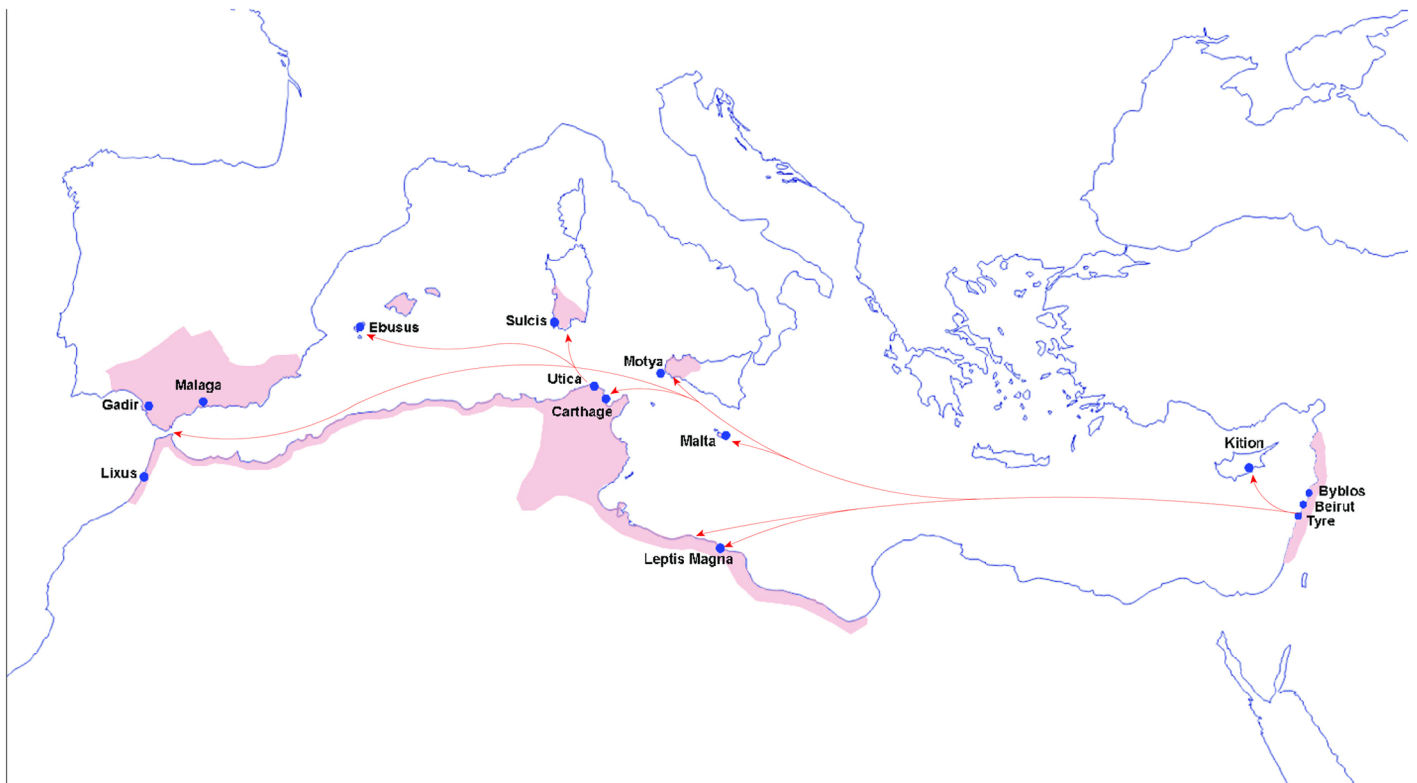 Ebusus
Sulcis
Motya
Utica
Malaga
Gadir
Carthage
Malta
Kition
Lixus
Byblos
Beirut
Tyre
Leptis Magna